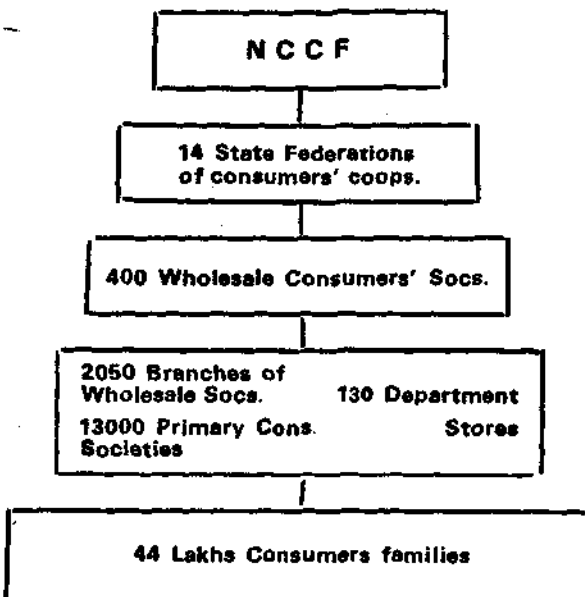 NCCF
14 State Federations
of consumers' coops.
400 Wholesale Consumers' Socs.
2050 Branches of
Wholesale Socs. 130 Department
13000 Primary Cons. Stores
Societies
44 Lakhs Consumers families